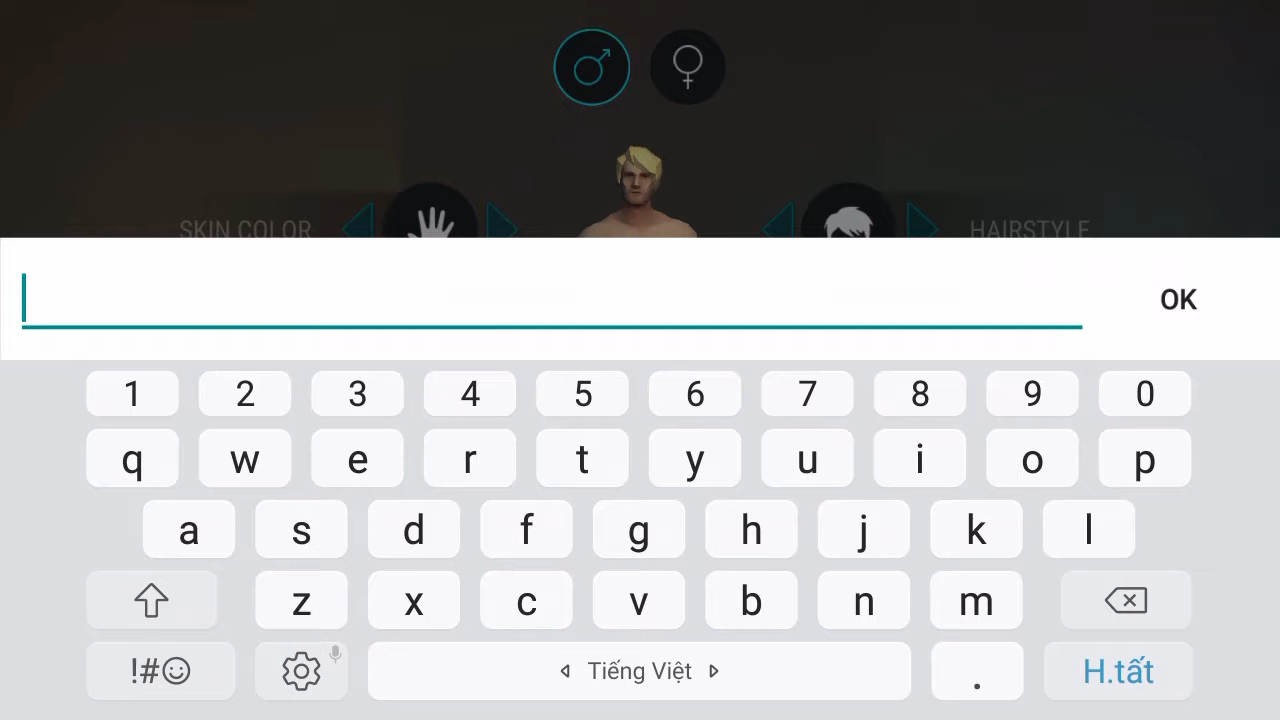 SKIN COLOR HAIRSTYLE
OK
1 2 3 4 5 6 7 8 9 0
q w e r t y u i o p
a s d f g h j k l
z x c v b n m
!#☺ Tiếng Việt . H.tất